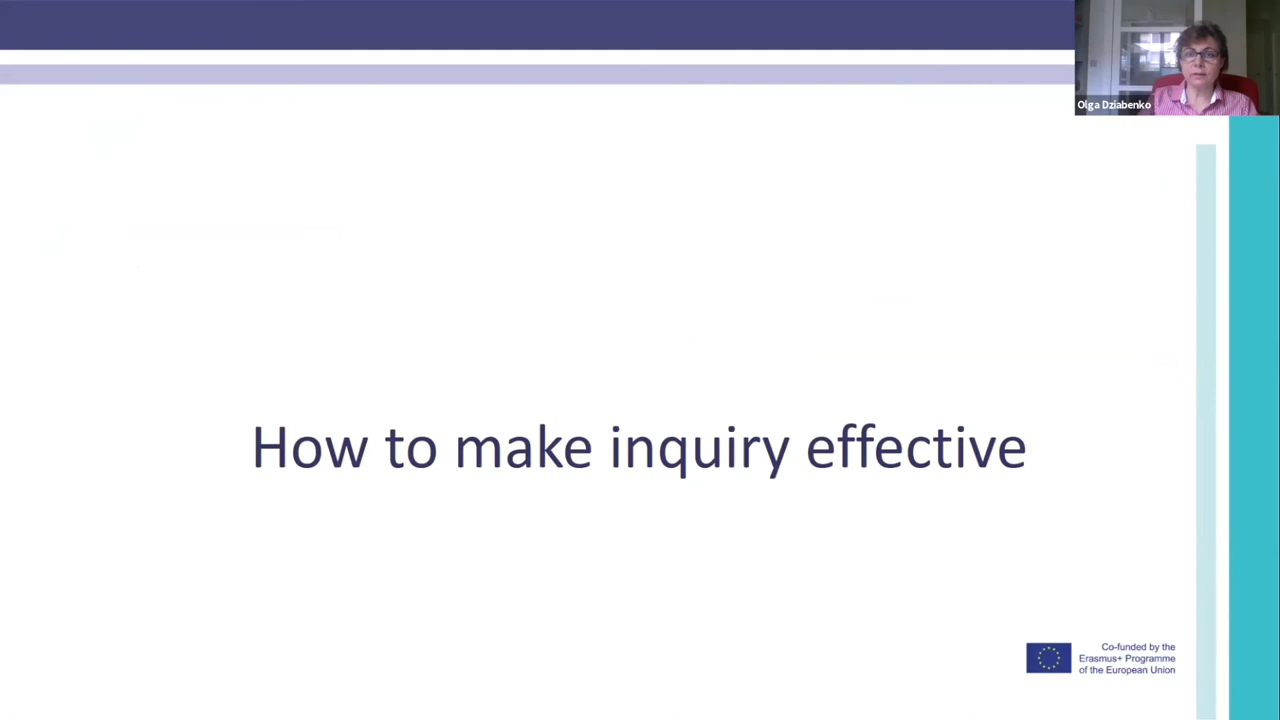 Olga Dziabenko
How to make inquiry effective
Co-funded by the
Erasmus+ Programme
of the European Union